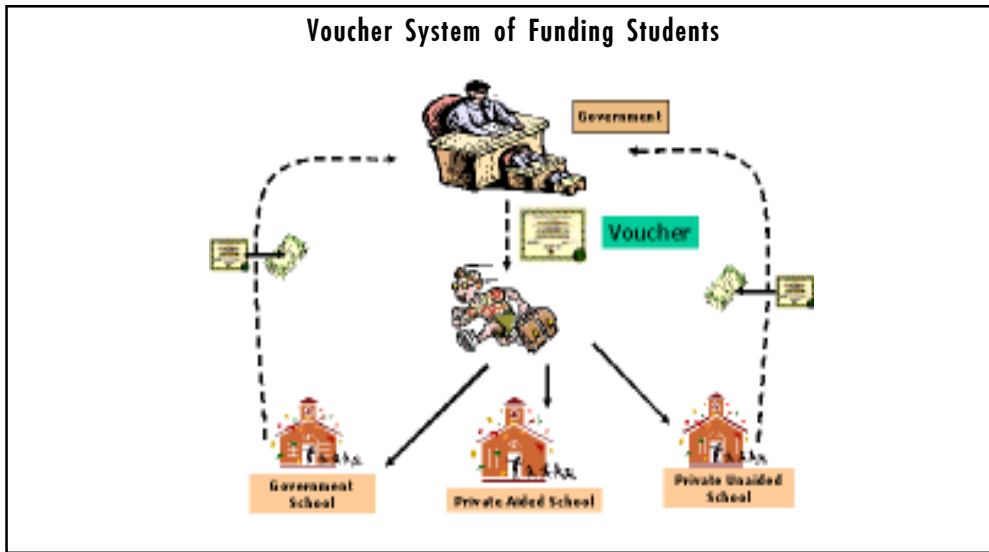 Voucher System of Funding Students
Government
Voucher
Government
School
Private Aided School
Private Unaided
School